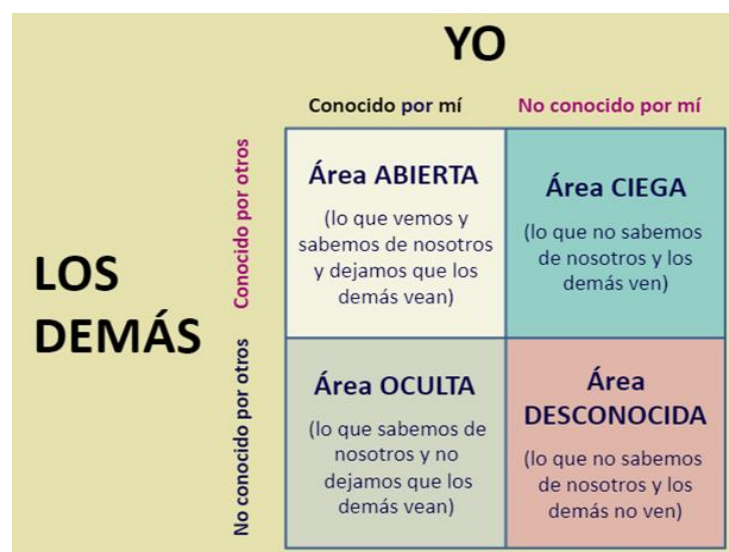 YO
Conocido por mí
No conocido por mí
LOS
DEMÁS
Conocido por otros
Área ABIERTA
(lo que vemos y
sabemos de nosotros
y dejamos que los
demás vean)
Área CIEGA
(lo que no sabemos
de nosotros y los
demás ven)
No conocido por otros
Área OCULTA
(lo que sabemos de
nosotros y no
dejamos que los
demás vean)
Área
DESCONOCIDA
(lo que no sabemos
de nosotros y los
demás no ven)